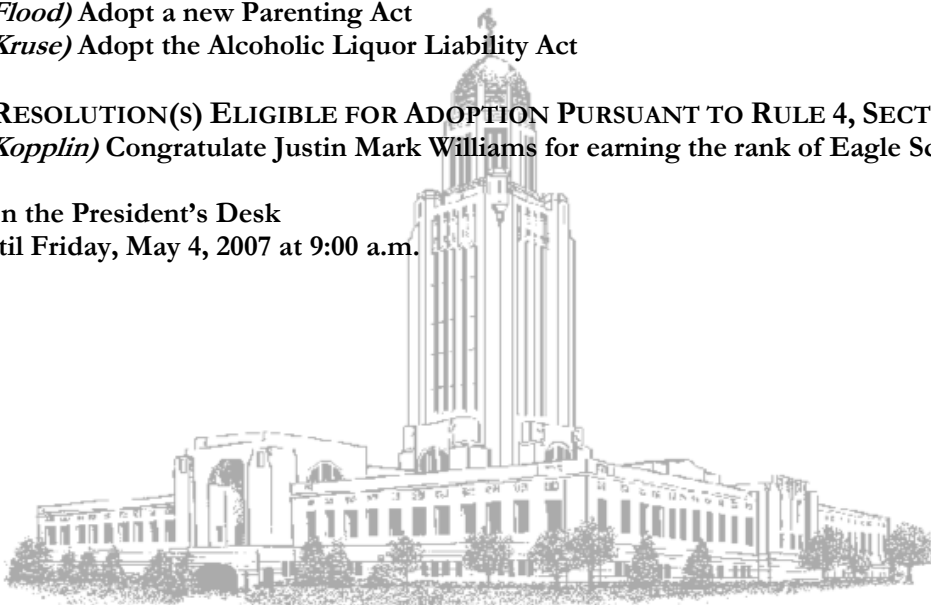 Flood) Adopt a new Parenting Act
Kruse) Adopt the Alcoholic Liquor Liability Act
RESOLUTION(S) ELIGIBLE FOR ADOPTION PURSUANT TO RULE 4, SECT
Kopplin) Congratulate Justin Mark Williams for earning the rank of Eagle Sc
n the President's Desk
til Friday, May 4, 2007 at 9:00 a.m.